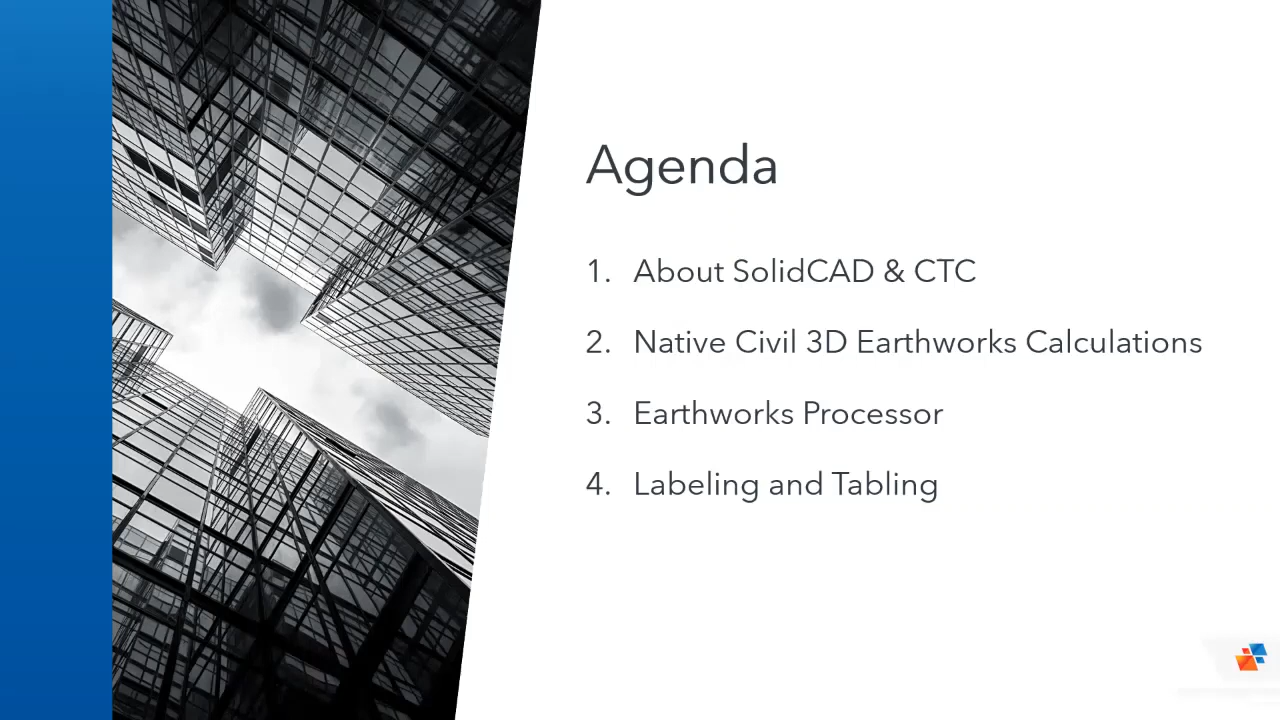 Agenda
1. About SolidCAD & CTC
2. Native Civil 3D Earthworks Calculations
3. Earthworks Processor
4. Labeling and Tabling